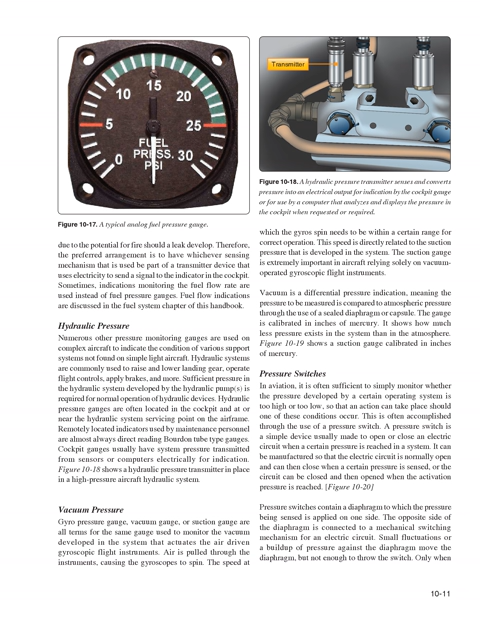 15
10
20
5
25
FUEL
PRESS.
PSI
0
30
Figure 10-17. A typical analog fuel pressure gauge.
due to the potential for fire should a leak develop. Therefore,
the preferred arrangement is to have whichever sensing
mechanism that is used be part of a transmitter device that
uses electricity to send a signal to the indicator in the cockpit.
Sometimes, indications monitoring the fuel flow rate are
used instead of fuel pressure gauges. Fuel flow indications
are discussed in the fuel system chapter of this handbook.
Hydraulic Pressure
Numerous other pressure monitoring gauges are used on
complex aircraft to indicate the condition of various support
systems not found on simple light aircraft. Hydraulic systems
are commonly used to raise and lower landing gear, operate
flight controls, apply brakes, and more. Sufficient pressure in
the hydraulic system developed by the hydraulic pump(s) is
required for normal operation of hydraulic devices. Hydraulic
pressure gauges are often located in the cockpit and at or
near the hydraulic system servicing point on the airframe.
Remotely located indicators used by maintenance personnel
are almost always direct reading Bourdon tube type gauges.
Cockpit gauges usually have system pressure transmitted
from sensors or computers electrically for indication.
Figure 10-18 shows a hydraulic pressure transmitter in place
in a high-pressure aircraft hydraulic system.
Vacuum Pressure
Gyro pressure gauge, vacuum gauge, or suction gauge are
all terms for the same gauge used to monitor the vacuum
developed in the system that actuates the air driven
gyroscopic flight instruments. Air is pulled through the
instruments, causing the gyroscopes to spin. The speed at
Transmitter
Figure 10-18. A hydraulic pressure transmitter senses and converts
pressure into an electrical output for indication by the cockpit gauge
or for use by a computer that analyzes and displays the pressure in
the cockpit when requested or required.
which the gyros spin needs to be within a certain range for
correct operation. This speed is directly related to the suction
pressure that is developed in the system. The suction gauge
is extremely important in aircraft relying solely on vacuum-
operated gyroscopic flight instruments.
Vacuum is a differential pressure indication, meaning the
pressure to be measured is compared to atmospheric pressure
through the use of a sealed diaphragm or capsule. The gauge
is calibrated in inches of mercury. It shows how much
less pressure exists in the system than in the atmosphere.
Figure 10-19 shows a suction gauge calibrated in inches
of mercury.
Pressure Switches
In aviation, it is often sufficient to simply monitor whether
the pressure developed by a certain operating system is
too high or too low, so that an action can take place should
one of these conditions occur. This is often accomplished
through the use of a pressure switch. A pressure switch is
a simple device usually made to open or close an electric
circuit when a certain pressure is reached in a system. It can
be manufactured so that the electric circuit is normally open
and can then close when a certain pressure is sensed, or the
circuit can be closed and then opened when the activation
pressure is reached. [Figure 10-20]
Pressure switches contain a diaphragm to which the pressure
being sensed is applied on one side. The opposite side of
the diaphragm is connected to a mechanical switching
mechanism for an electric circuit. Small fluctuations or
a buildup of pressure against the diaphragm move the
diaphragm, but not enough to throw the switch. Only when
10-11